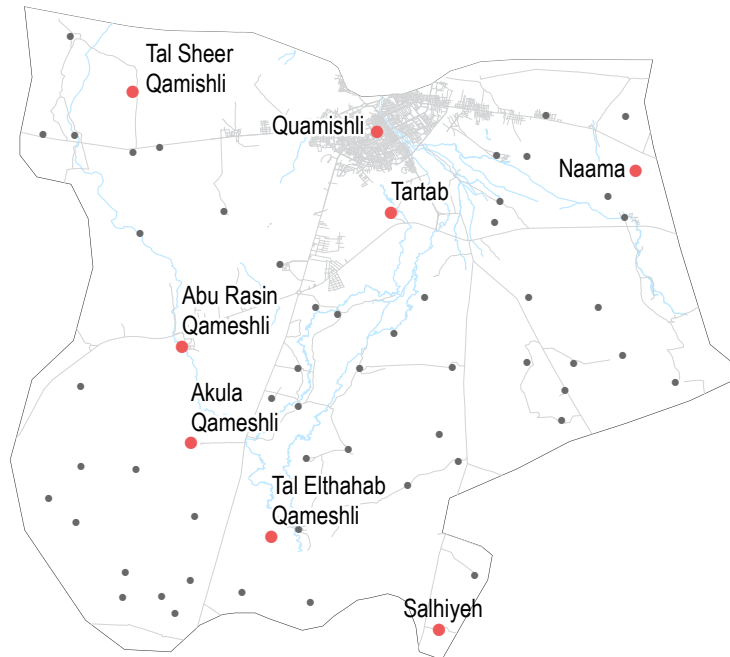 Tal Sheer
Qamishli
Quamishli
Naama
Tartab
Abu Rasin
Qameshli
Akula
Qameshli
Tal Elthahab
Qameshli
Salhiyeh